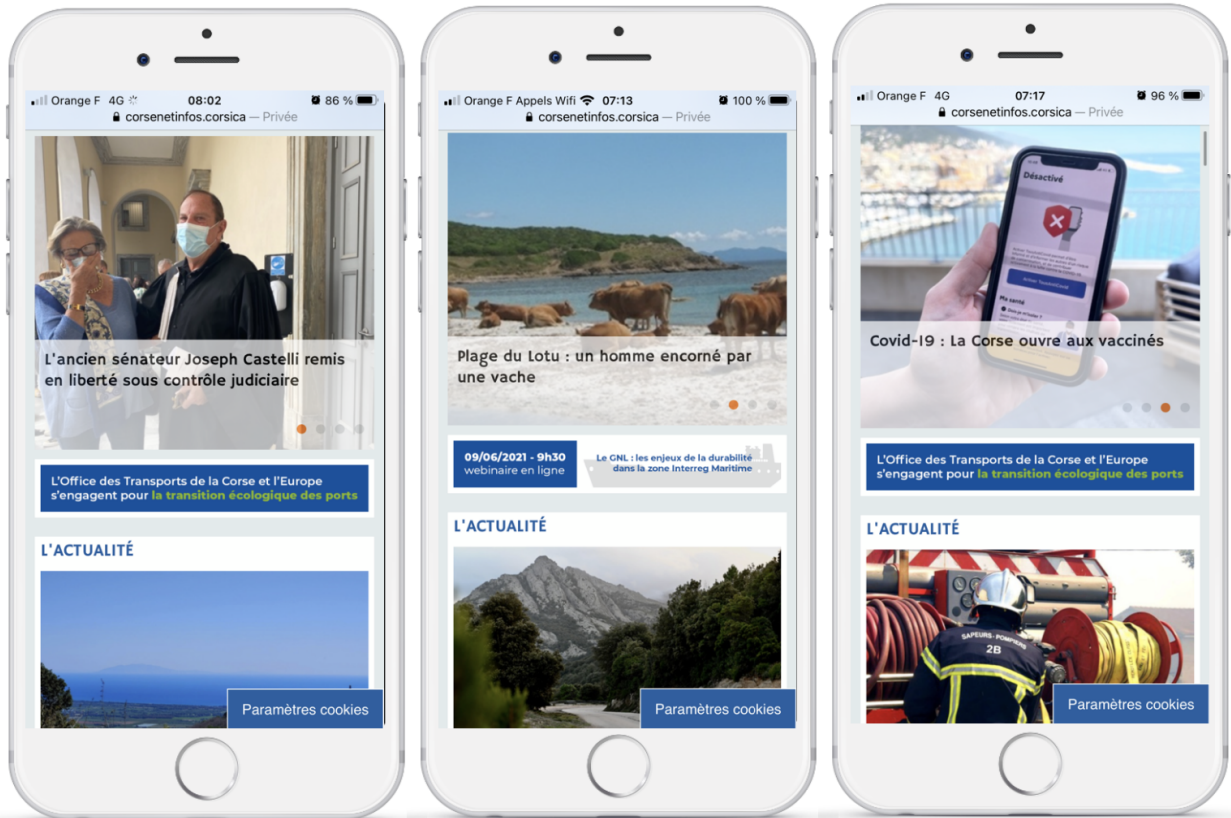 Orange F 4G 08:02 86 %
corsenetinfos.corsica — Privée
L'ancien sénateur Joseph Castelli remis
en liberté sous contrôle judiciaire
L'Office des Transports de la Corse et l'Europe
s'engagent pour la transition écologique des ports
L'ACTUALITÉ
Paramètres cookies
Orange F Appels Wifi 07:13 100 %
corsenetinfos.corsica — Privée
Plage du Lotu : un homme encorné par
une vache
09/06/2021 - 9h30
webinaire en ligne
Le GNL : les enjeux de la durabilité
dans la zone Interreg Maritime
L'ACTUALITÉ
Paramètres cookies
Orange F 4G 07:17 96 %
corsenetinfos.corsica — Privée
Désactivé
Activer TousAntiCovid
Ma santé
Covid-19 : La Corse ouvre aux vaccinés
L'Office des Transports de la Corse et l'Europe
s'engagent pour la transition écologique des ports
L'ACTUALITÉ
SAPEURS-POMPIERS
2B
Paramètres cookies